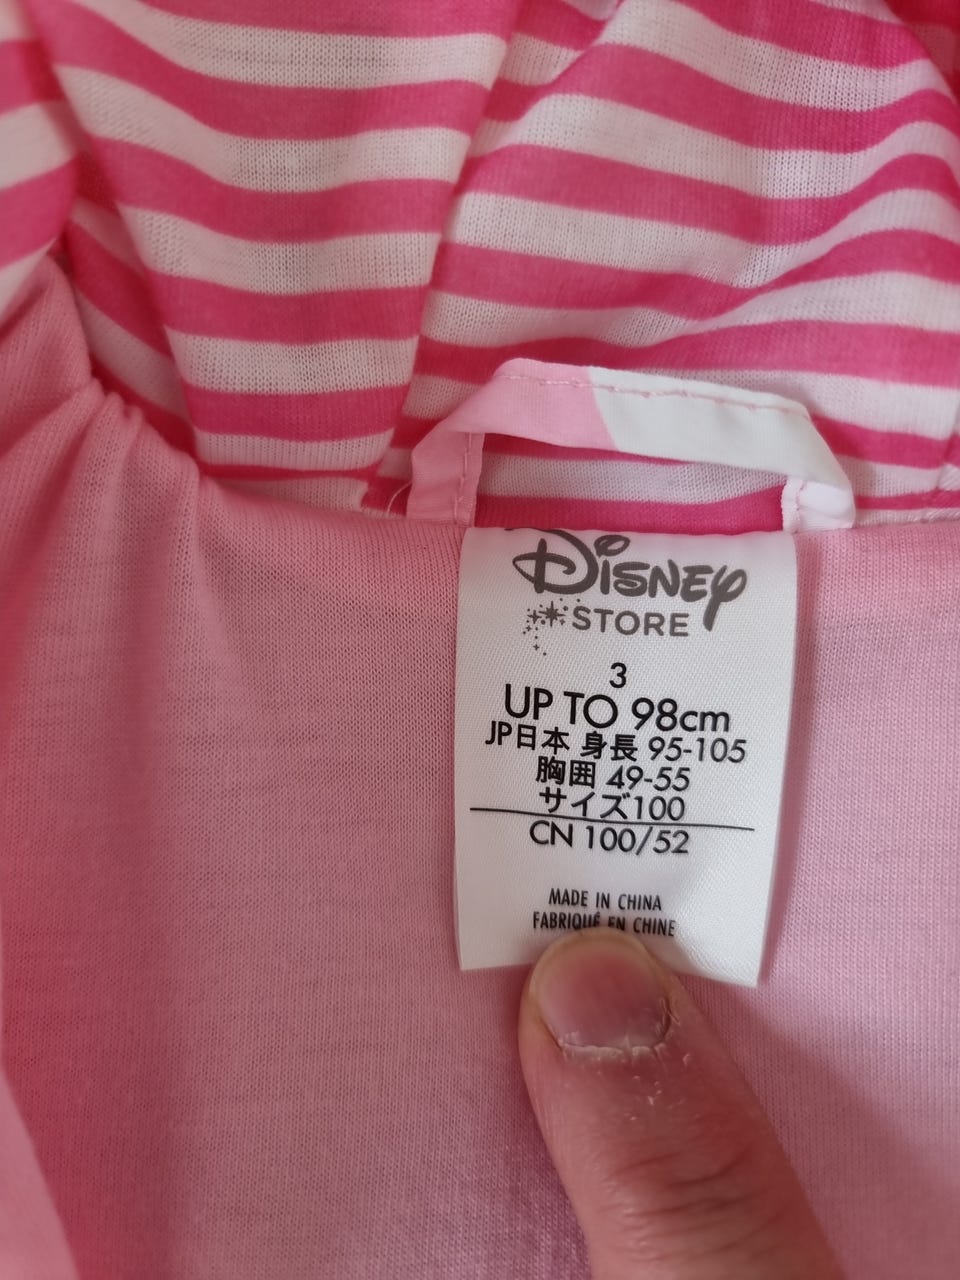 Disney
STORE
3
UP TO 98cm
JP日本 身長 95-105
胸囲 49-55
サイズ100
CN 100/52
MADE IN CHINA
FABRIQUÉ EN CHINE